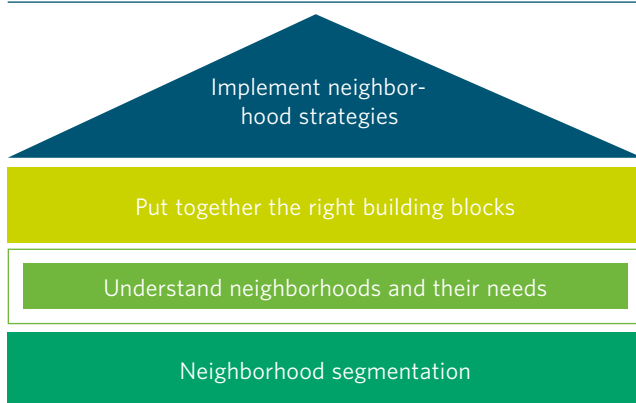 Implement neighbor-
hood strategies
Put together the right building blocks
Understand neighborhoods and their needs
Neighborhood segmentation